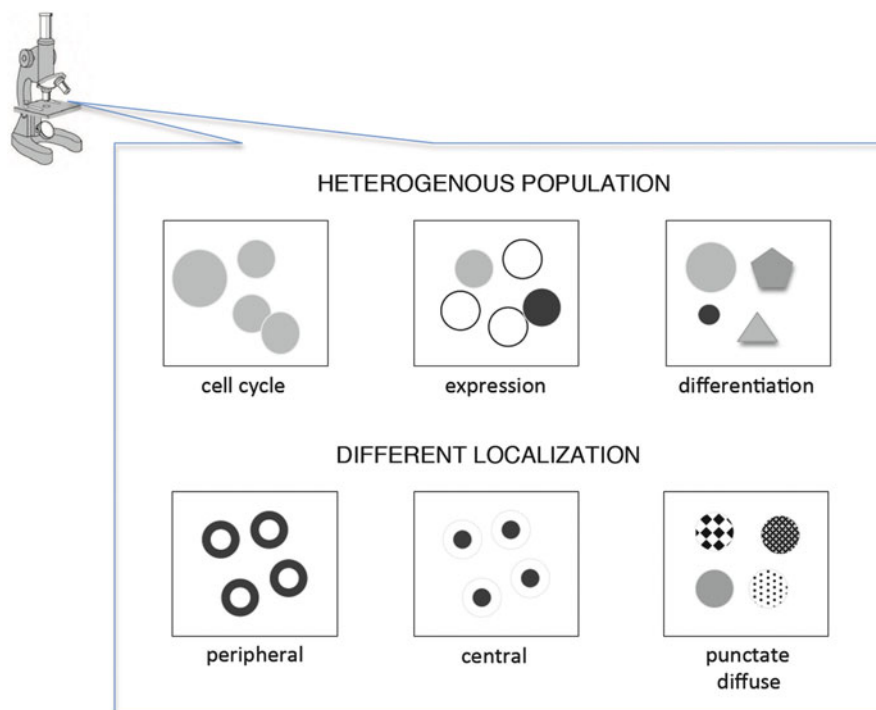 HETEROGENOUS POPULATION
cell cycle
expression
differentiation
DIFFERENT LOCALIZATION
peripheral
central
punctate
diffuse